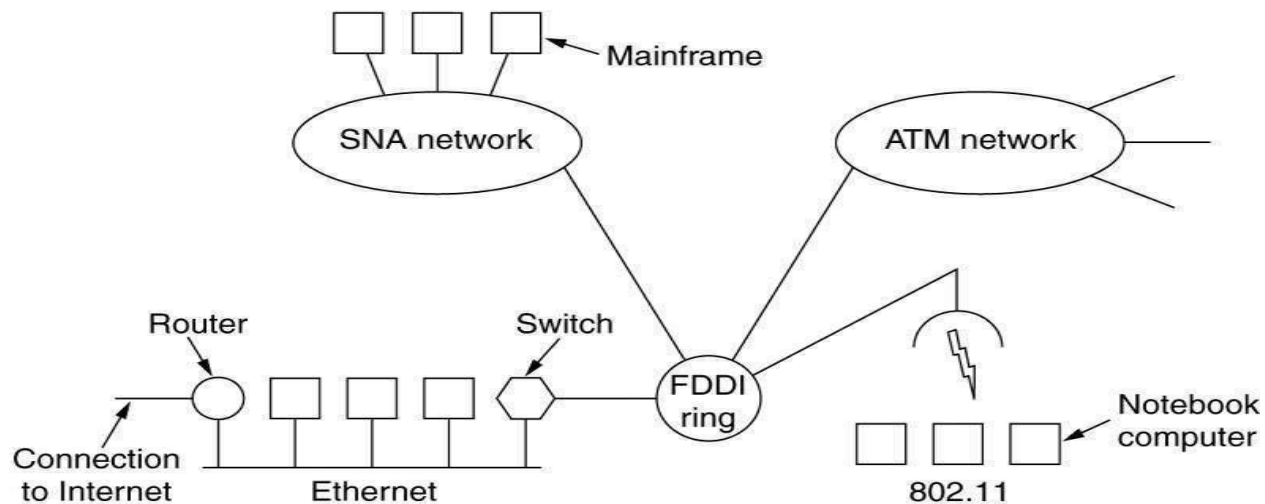 Mainframe
SNA network
ATM network
Router
Switch
FDDI
ring
Notebook
computer
Connection
to Internet
Ethernet
802.11